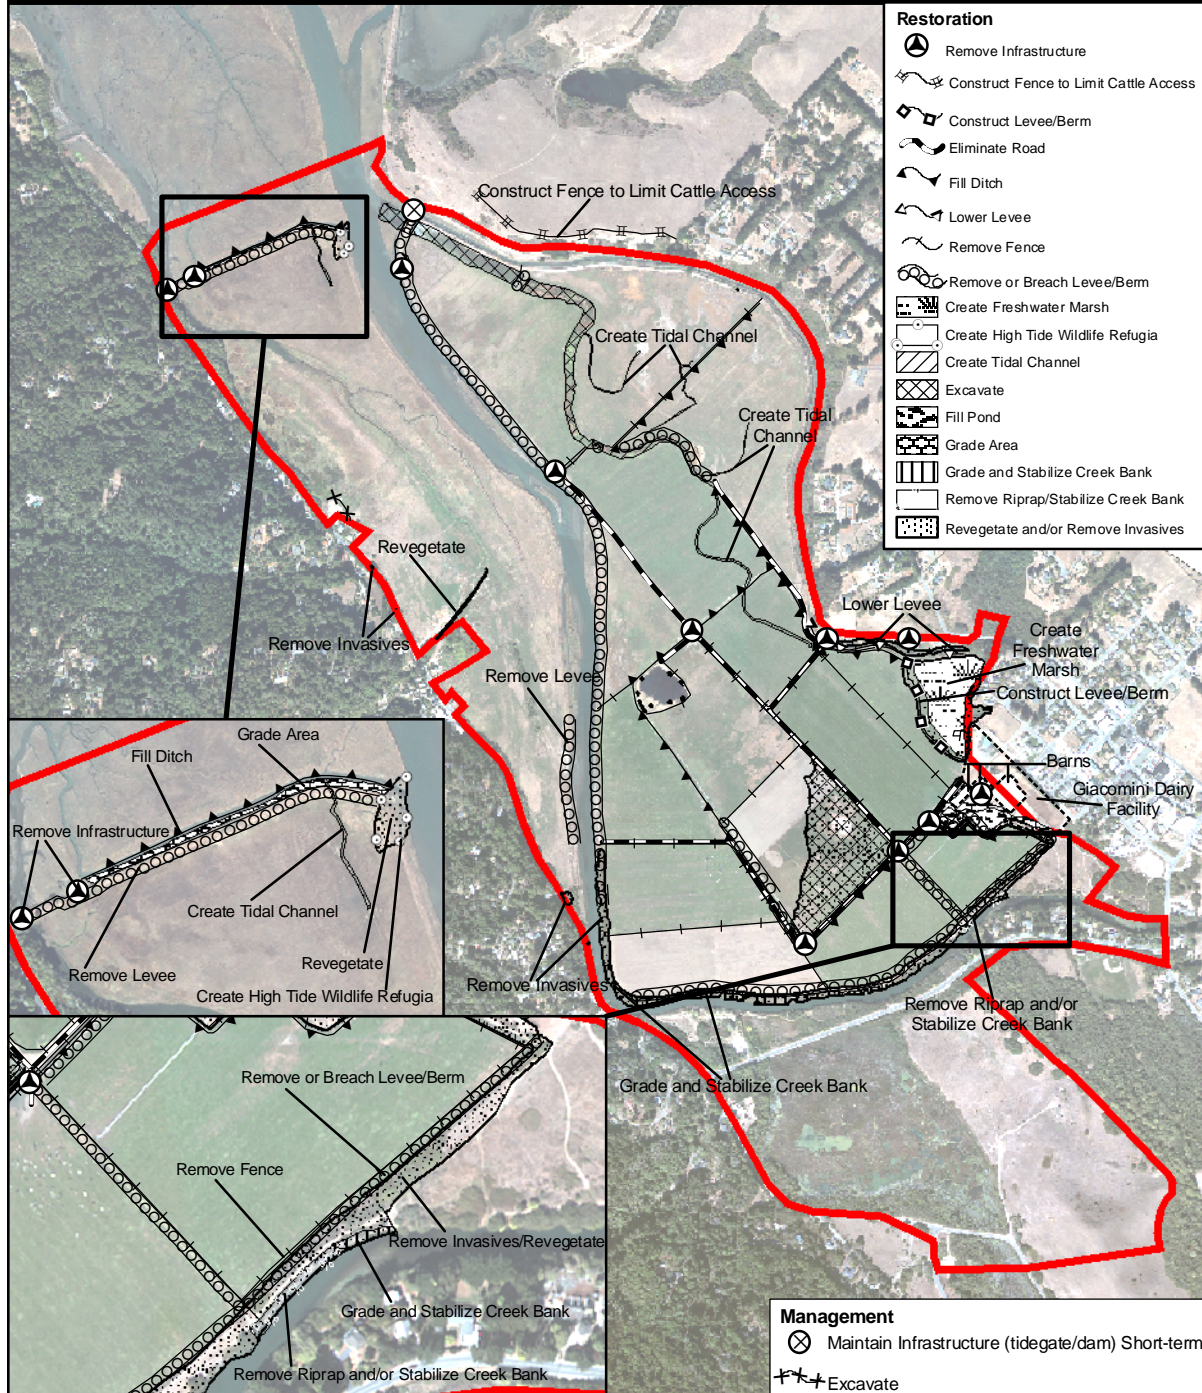 Restoration
Remove Infrastructure
Construct Fence to Limit Cattle Access
Construct Levee/Berm
Eliminate Road
Fill Ditch
Lower Levee
Remove Fence
Remove or Breach Levee/Berm
Create Freshwater Marsh
Create High Tide Wildlife Refugia
Create Tidal Channel
Excavate
Fill Pond
Grade Area
Grade and Stabilize Creek Bank
Remove Riprap/Stabilize Creek Bank
Revegetate and/or Remove Invasives
Construct Fence to Limit Cattle Access
Create Tidal Channel
Create Tidal
Channel
Revegetate
Remove Invasives
Lower Levee
Create
Freshwater
Marsh
Construct Levee/Berm
Remove Levee
Barns
Giacomini Dairy
Facility
Remove Invasives
Remove Riprap and/or
Stabilize Creek Bank
Grade and Stabilize Creek Bank
Grade Area
Fill Ditch
Remove Infrastructure
Create Tidal Channel
Remove Levee
Revegetate
Create High Tide Wildlife Refugia
Remove or Breach Levee/Berm
Remove Fence
Remove Invasives/Revegetate
Grade and Stabilize Creek Bank
Remove Riprap and/or Stabilize Creek Bank
Management
Maintain Infrastructure (tidegate/dam) Short-term
Excavate